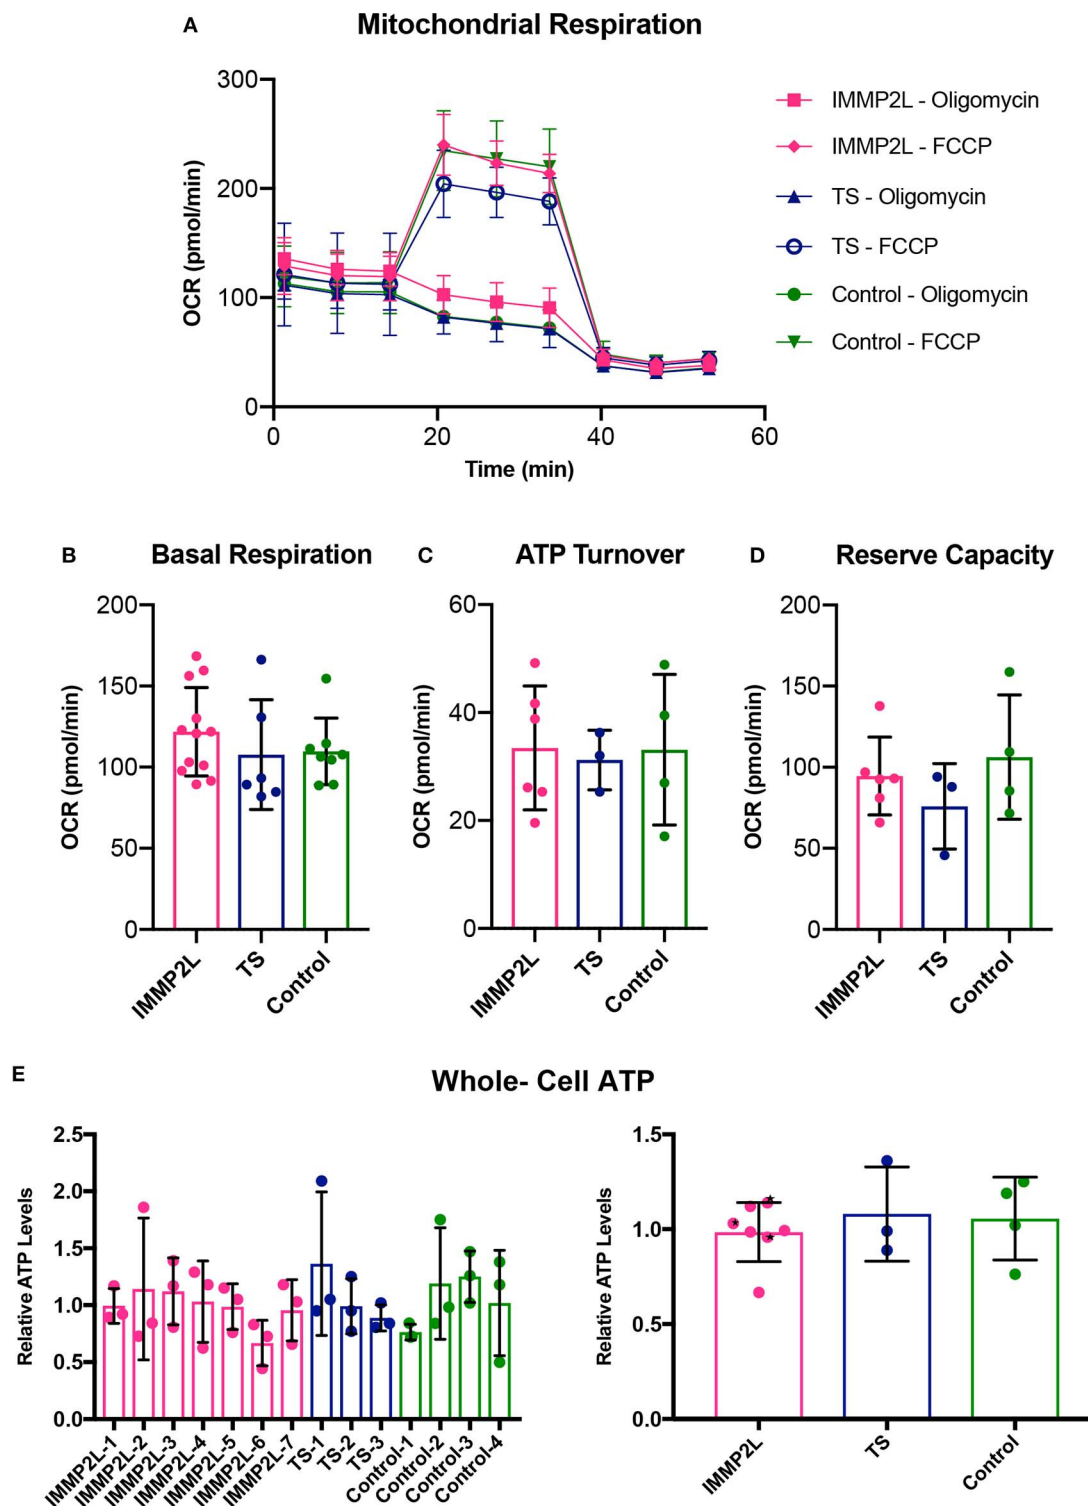 A
Mitochondrial Respiration
OCR (pmol/min)
300
200
100
0
0 20 40 60
Time (min)
IMMP2L - Oligomycin
IMMP2L - FCCP
TS - Oligomycin
TS - FCCP
Control - Oligomycin
Control - FCCP
B
Basal Respiration
OCR (pmol/min)
200
150
100
50
0
IMMP2L
TS
Control
C
ATP Turnover
OCR (pmol/min)
60
40
20
0
IMMP2L
TS
Control
D
Reserve Capacity
OCR (pmol/min)
200
150
100
50
0
IMMP2L
TS
Control
E
Whole- Cell ATP
Relative ATP Levels
2.5
2.0
1.5
1.0
0.5
0.0
IMMP2L-1
IMMP2L-2
IMMP2L-3
IMMP2L-4
IMMP2L-5
IMMP2L-6
IMMP2L-7
TS-1
TS-2
TS-3
Control-1
Control-2
Control-3
Control-4
Relative ATP Levels
1.5
1.0
0.5
0.0
IMMP2L
TS
Control